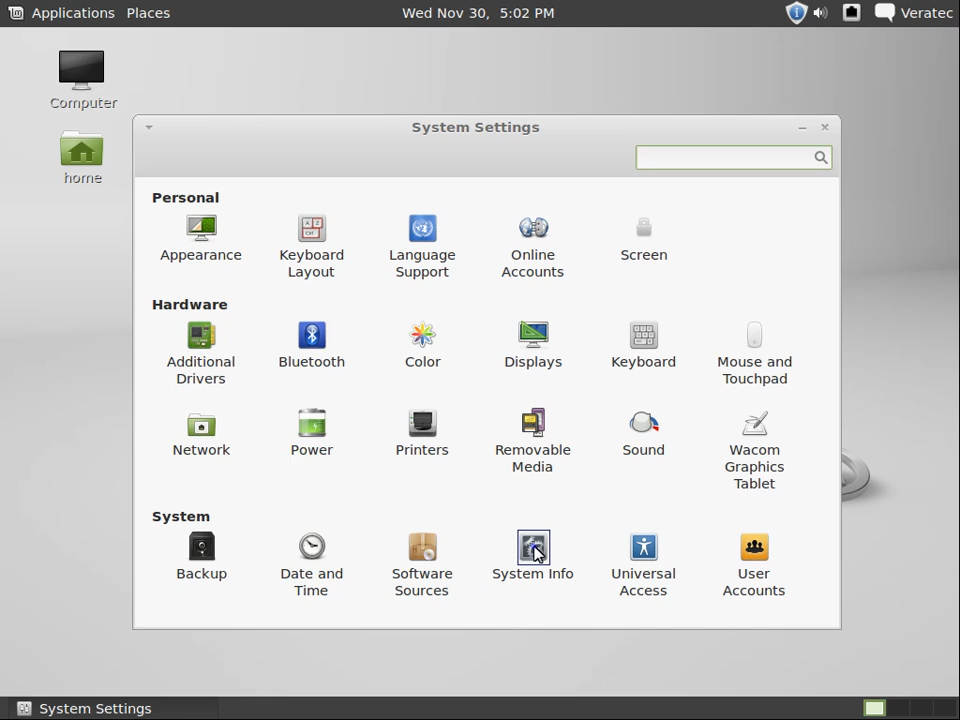 Applications Places Wed Nov 30, 5:02 PM Veratec
Computer
home
System Settings
Personal
Appearance
Keyboard
Layout
Language
Support
Online
Accounts
Screen
Hardware
Additional
Drivers
Bluetooth
Color
Displays
Keyboard
Mouse and
Touchpad
Network
Power
Printers
Removable
Media
Sound
Wacom
Graphics
Tablet
System
Backup
Date and
Time
Software
Sources
System Info
Universal
Access
User
Accounts
System Settings